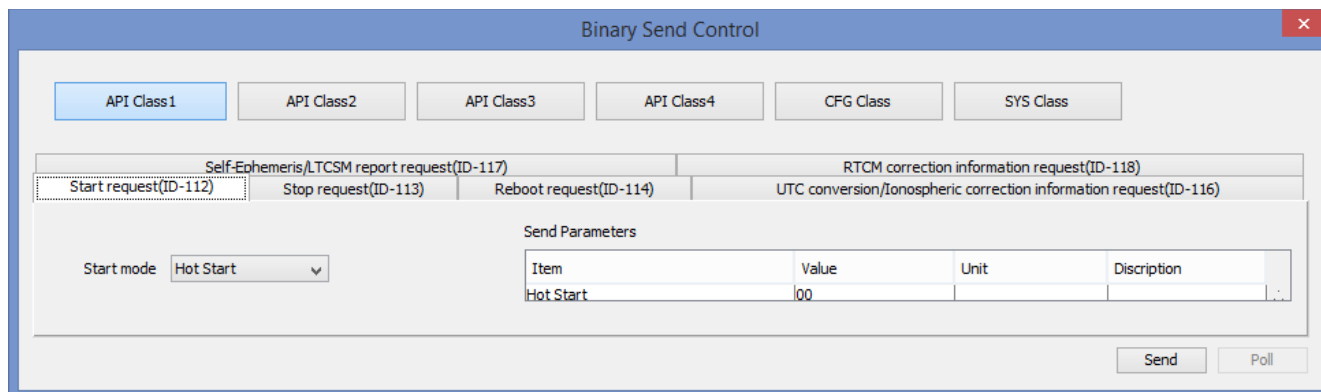 Binary Send Control
API Class1 API Class2 API Class3 API Class4 CFG Class SYS Class
Self-Ephemeris/LTCSM report request(ID-117) RTCM correction information request(ID-118)
Start request(ID-112) Stop request(ID-113) Reboot request(ID-114) UTC conversion/Ionospheric correction information request(ID-116)
Send Parameters
Start mode Hot Start
Item Value Unit Discription
Hot Start 00
Send Poll